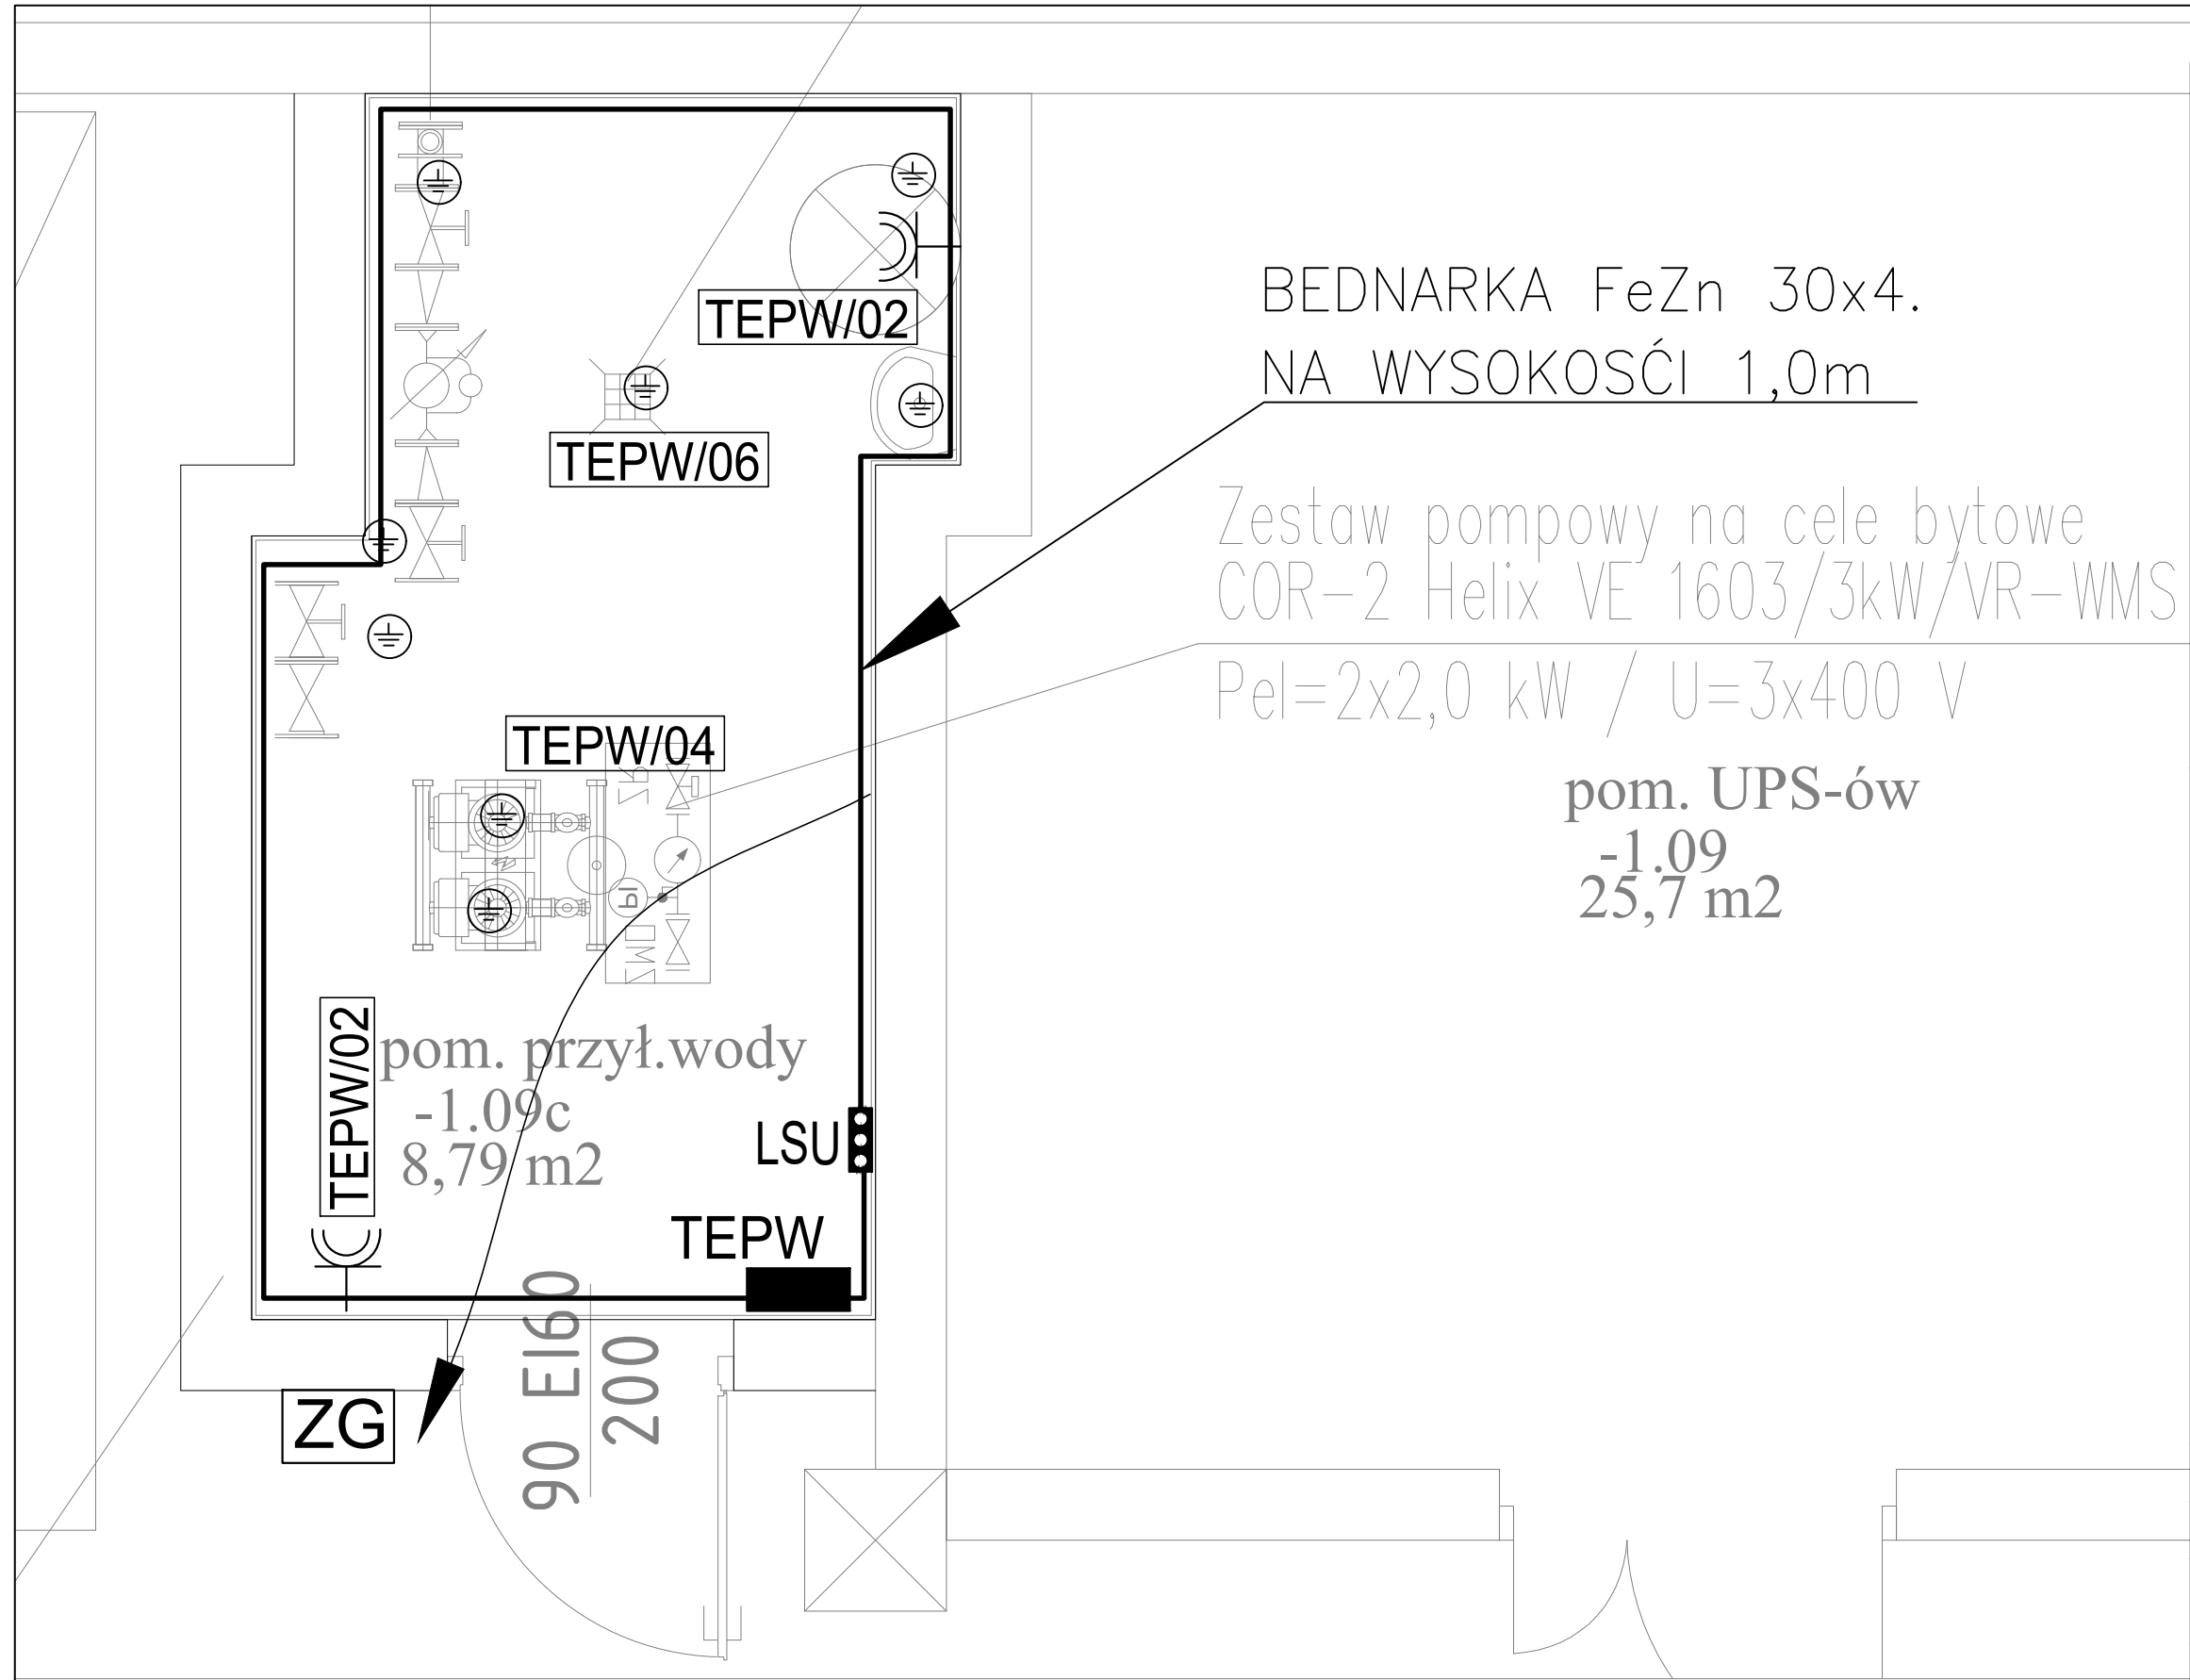 BEDNARKA FeZn 30x4.
NA WYSOKOSĆI 1,0m
TEPW/02
TEPW/06
Zestaw pompowy na cele bytowe
COR-2 Helix VE 1603/3kW/VR-WMS
Pel=2x2,0 kW / U=3x400 V
TEPW/04
pom. UPS-ów
-1.09
25,7 m2
TEPW/02
pom. przył.wody
-1.09c
8,79 m2
LSU
TEPW
ZG
90 EI60
200